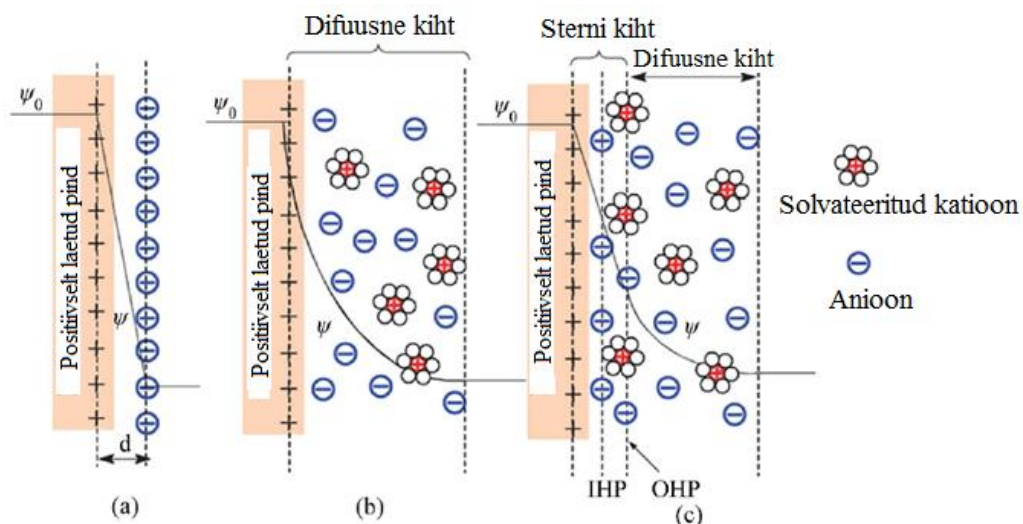 Difuusne kiht
Sterni kiht
Difuusne kiht
ψ₀
ψ₀
ψ₀
Positiivselt laetud pind
Positiivselt laetud pind
Positiivselt laetud pind
ψ
ψ
ψ
Solvateeritud katioon
Anioon
d
IHP
OHP
(a)
(b)
(c)